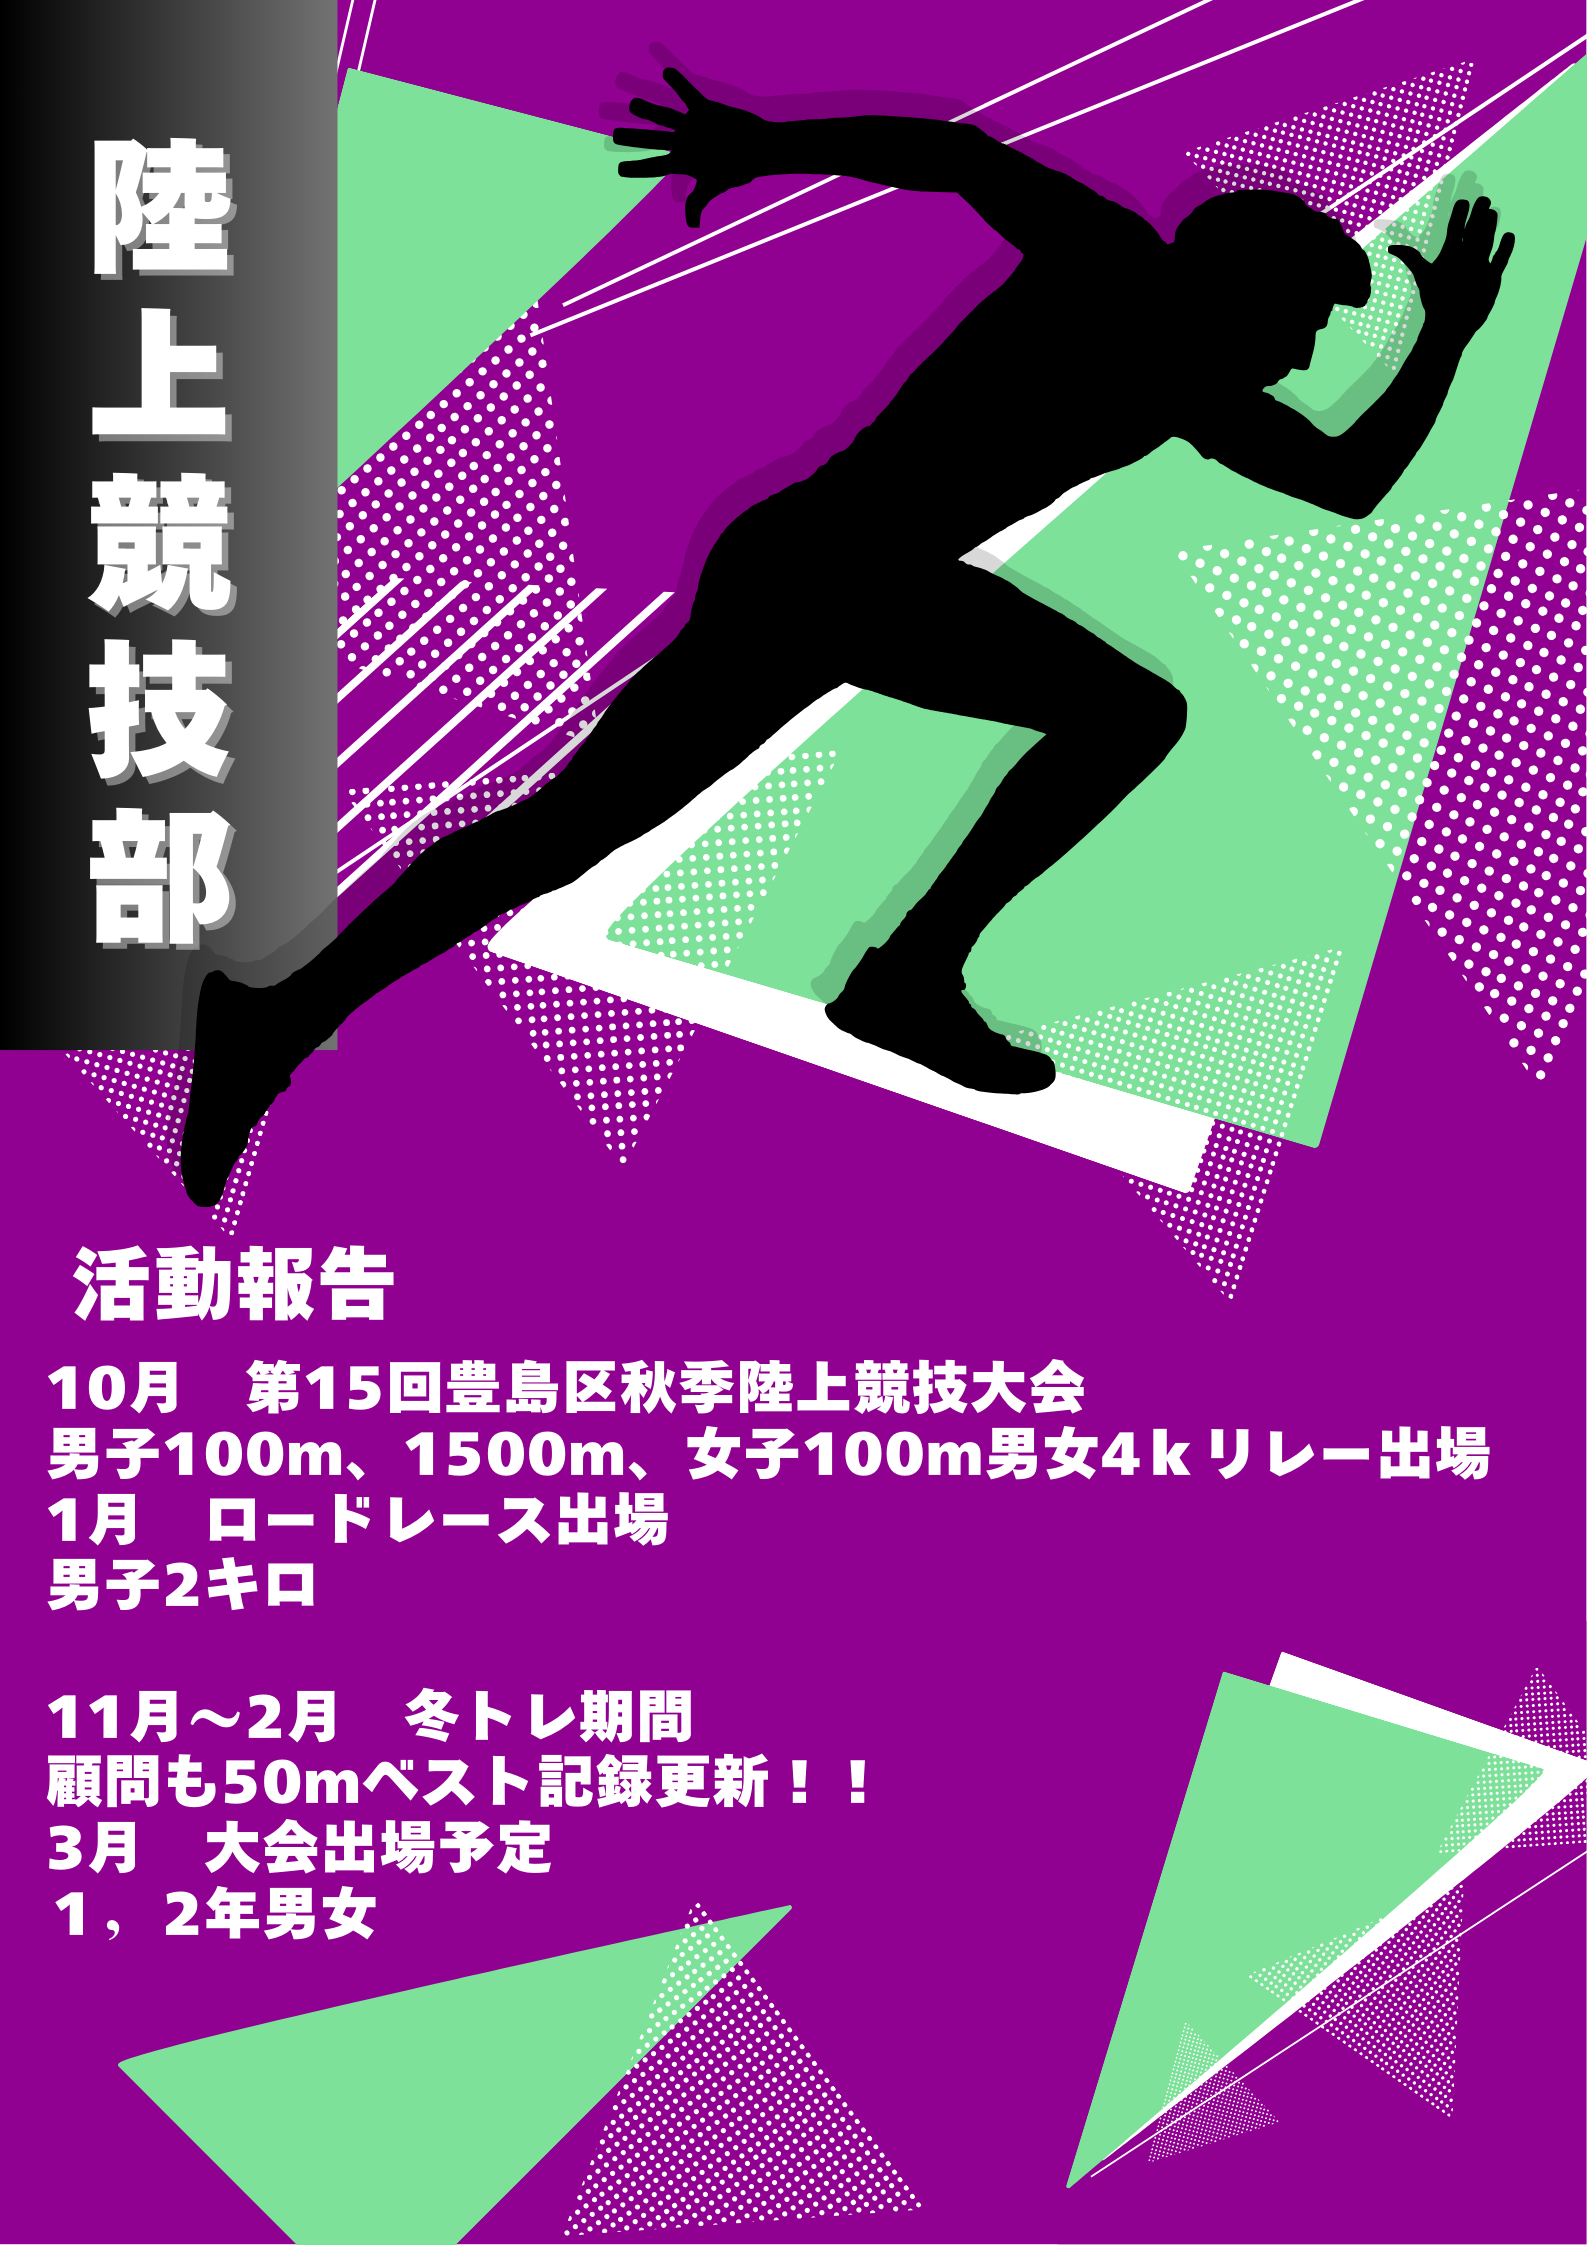 陸上競技部
活動報告
10月　第15回豊島区秋季陸上競技大会
男子100m、1500m、女子100m男女4ｋリレー出場
1月　ロードレース出場
男子2キロ
11月～2月　冬トレ期間
顧問も50mベスト記録更新！！
3月　大会出場予定
1，2年男女